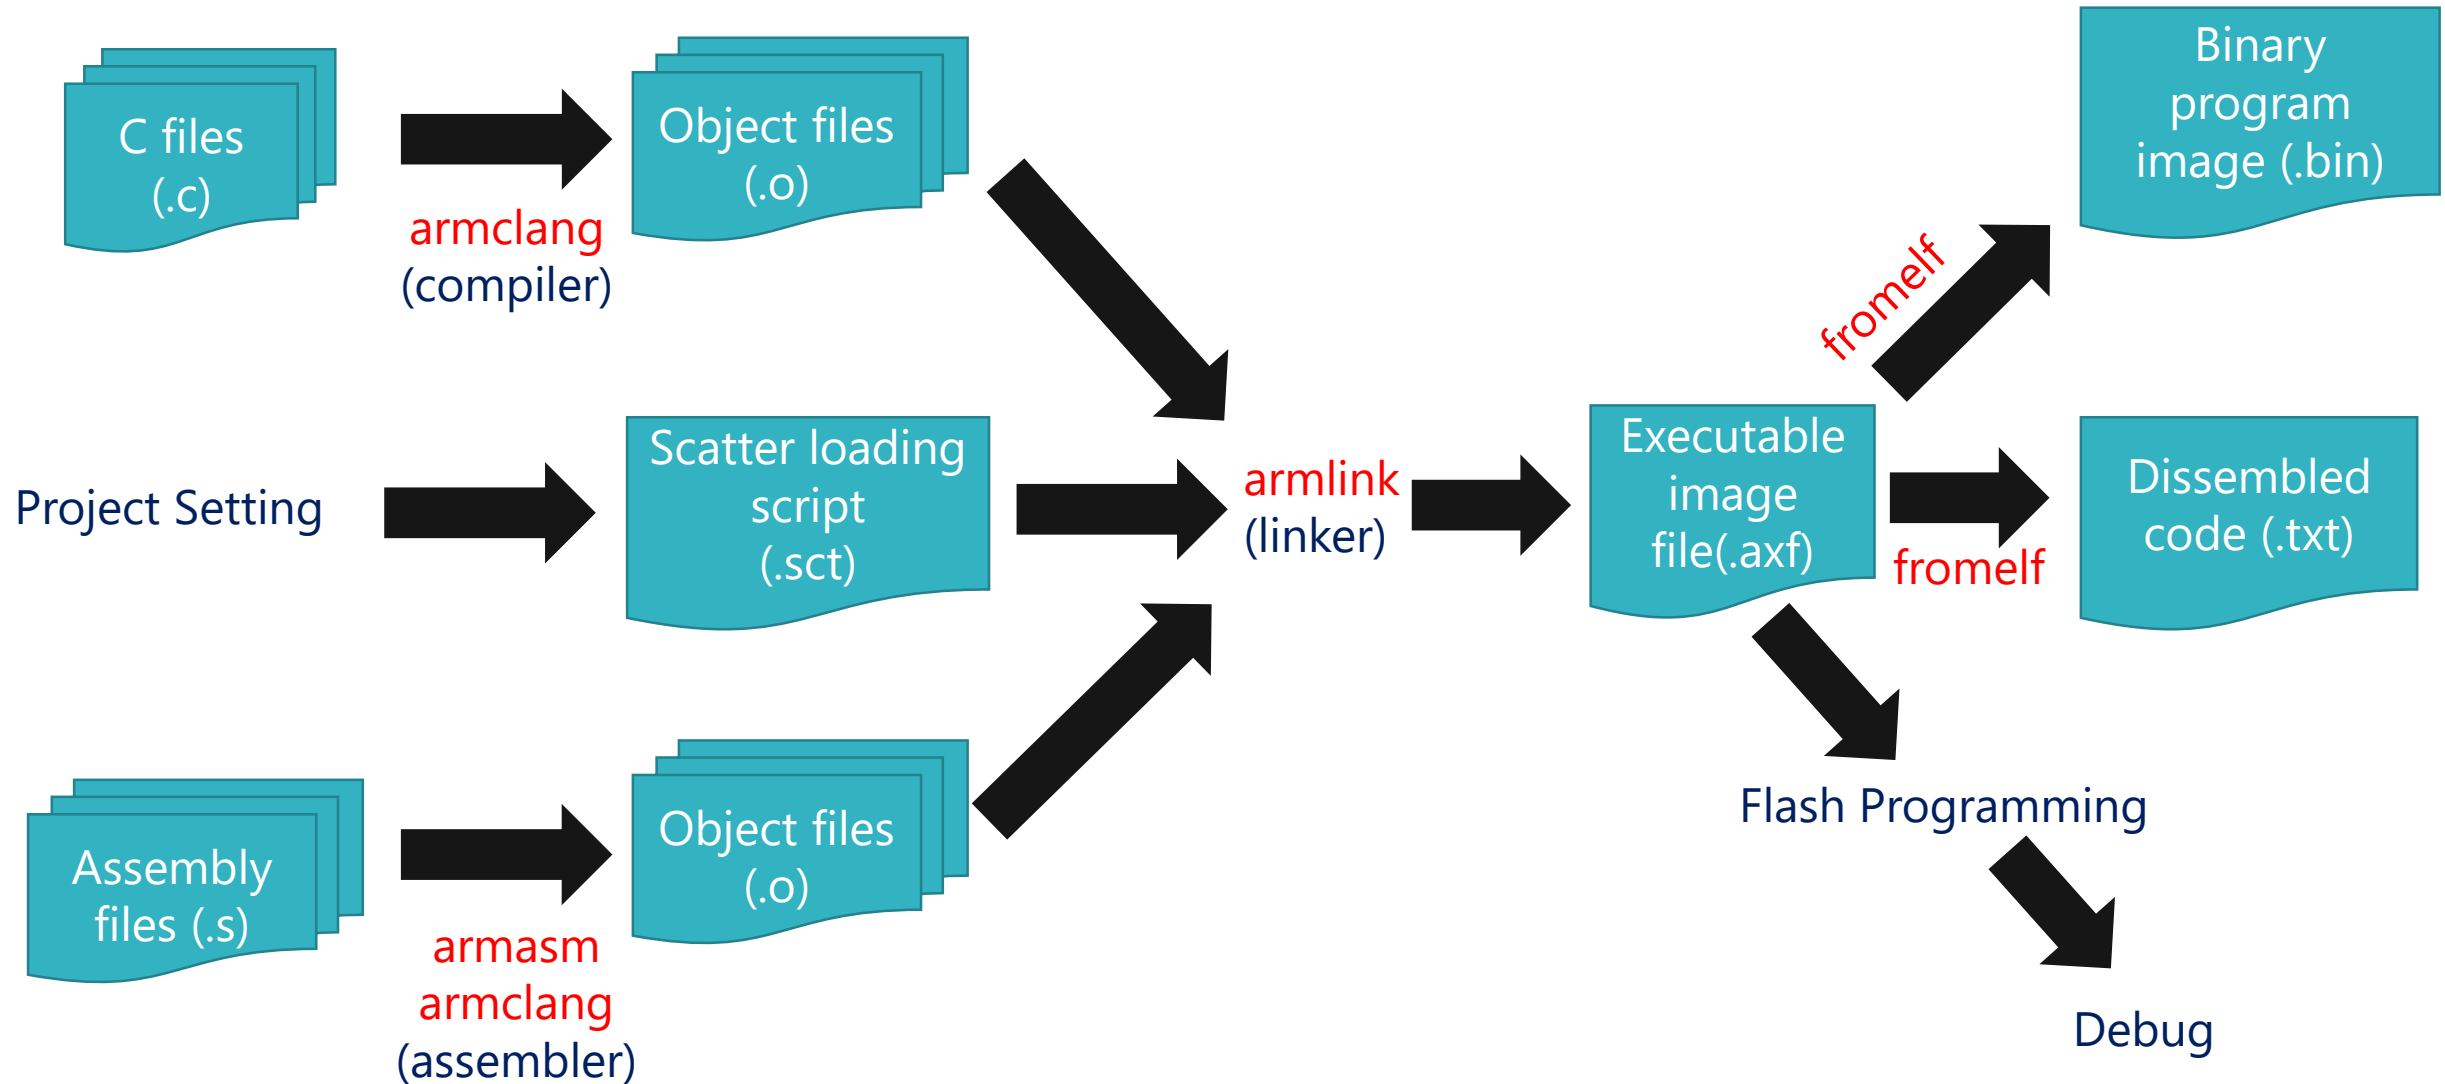 C files
(.c)
armclang
(compiler)
Object files
(.o)
Project Setting
Scatter loading
script
(.sct)
Assembly
files (.s)
armasm
armclang
(assembler)
Object files
(.o)
armlink
(linker)
Executable
image
file(.axf)
fromelf
Binary
program
image (.bin)
fromelf
Dissembled
code (.txt)
Flash Programming
Debug